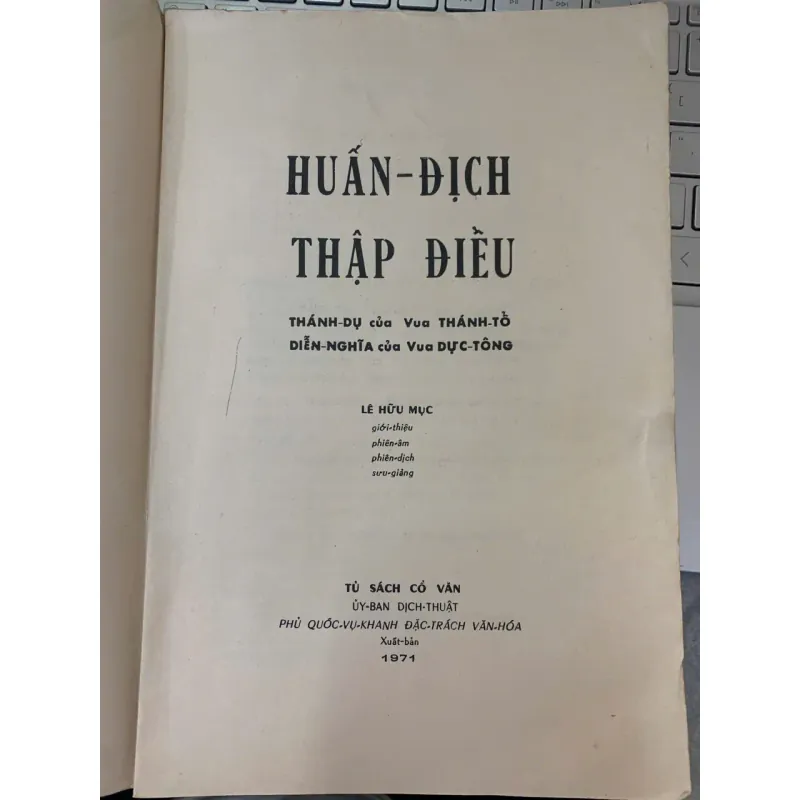 HUẤN-ĐỊCH
THẬP ĐIỀU
THÁNH-DỤ của Vua THÁNH-TỔ
DIỄN-NGHĨA của Vua DỰC-TÔNG
LÊ HỮU MỤC
giới-thiệu
phiên-âm
phiên-dịch
sưu-giảng
TỦ SÁCH CỔ VĂN
ỦY-BAN DỊCH-THUẬT
PHỦ QUỐC-VỤ-KHANH ĐẶC-TRÁCH VĂN-HÓA
Xuất-bản
1971